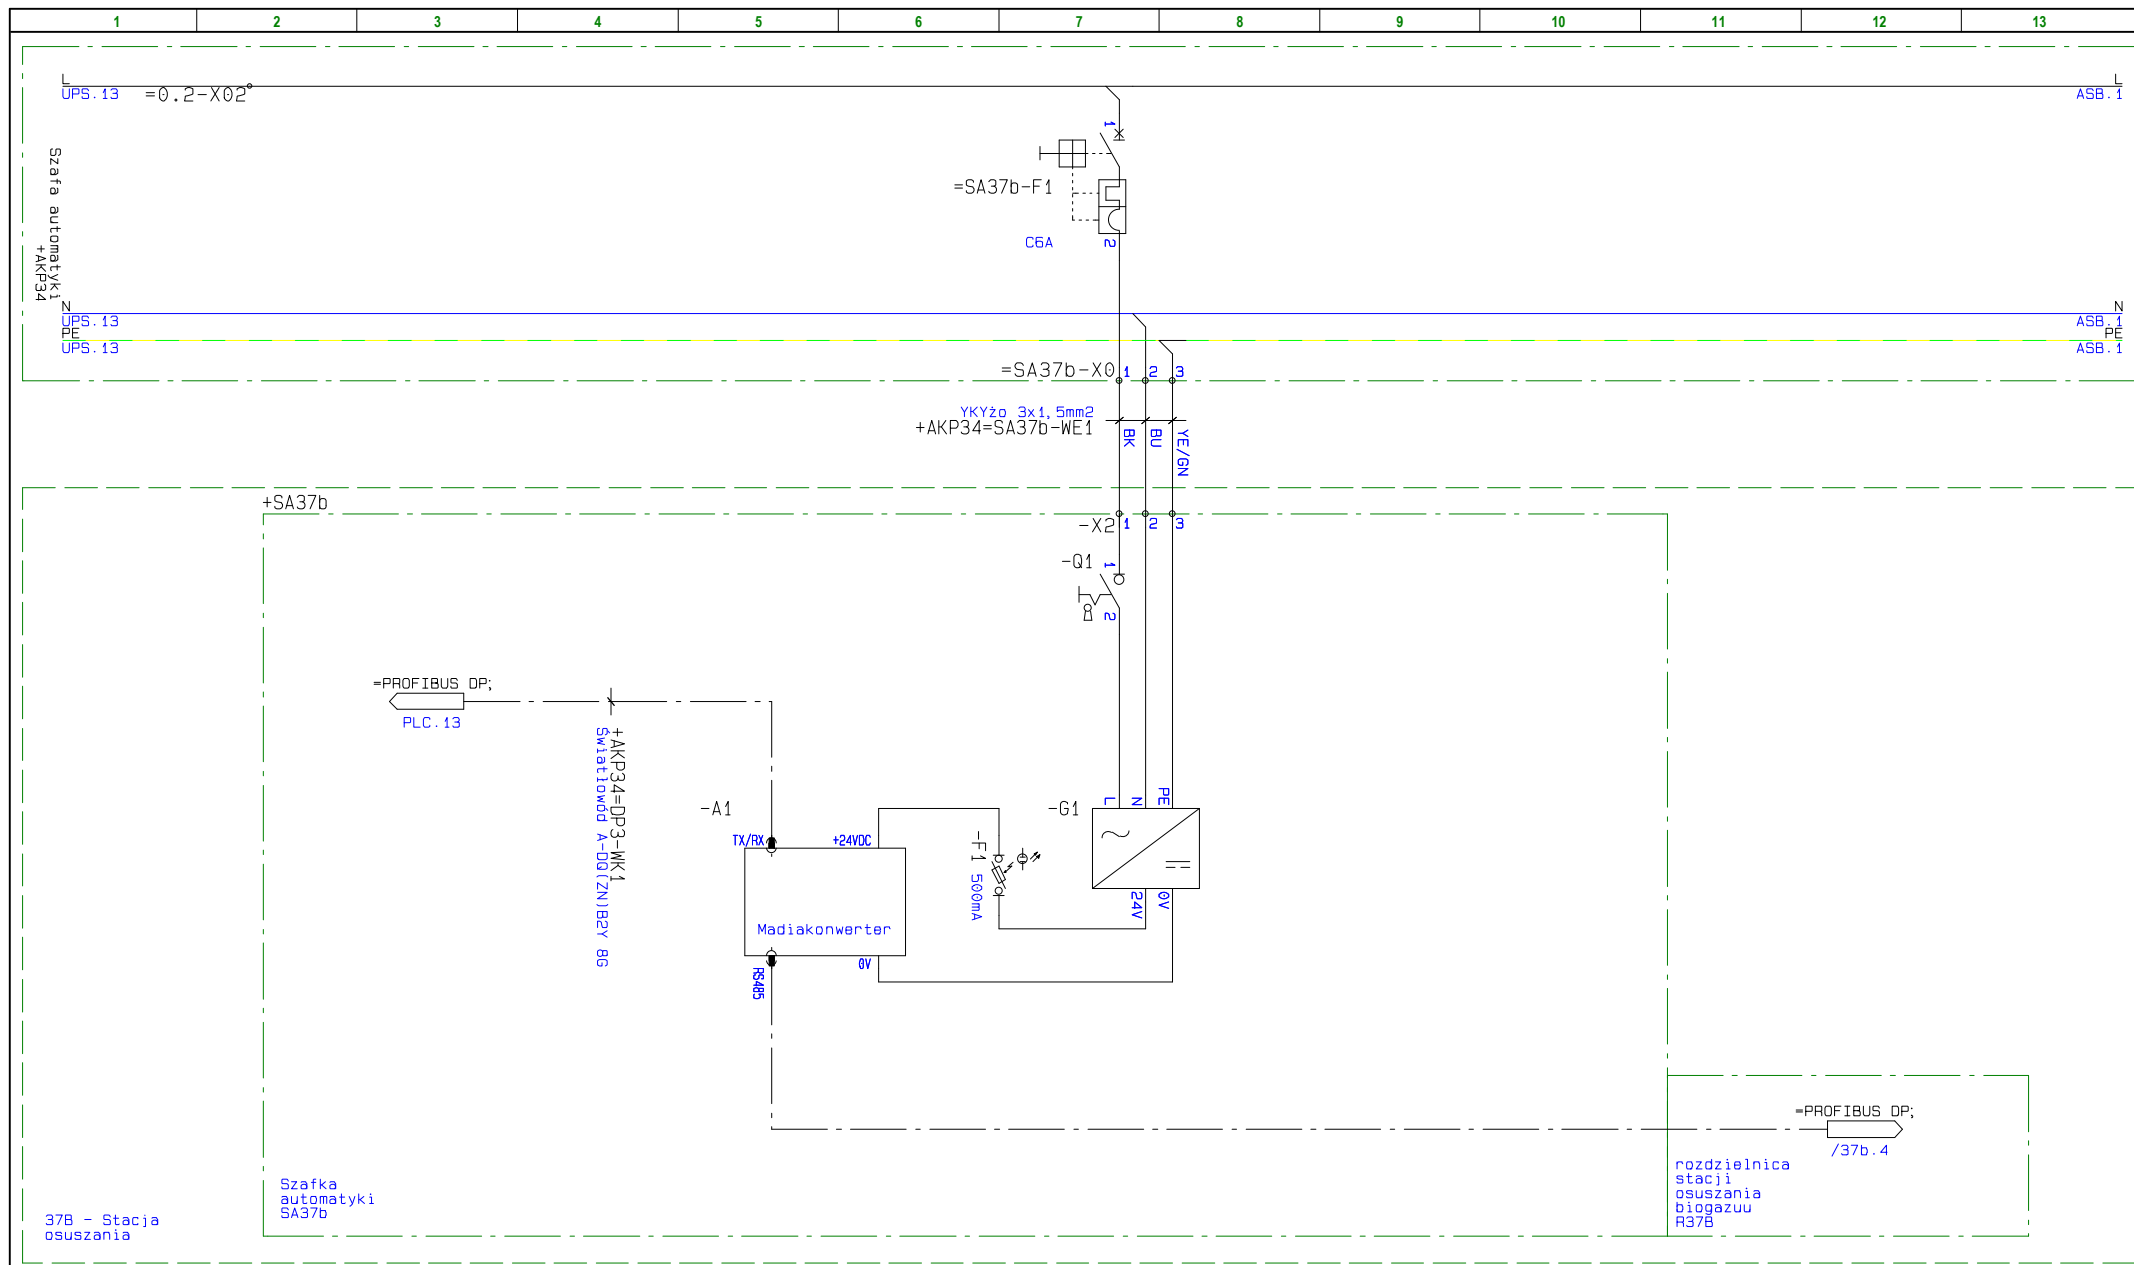 1 2 3 4 5 6 7 8 9 10 11 12 13
L
UPS.13 =0.2-X02
L
ASB.1
Szafa automatyki
+AKP34
1
=SA37b-F1
C6A
2
N
UPS.13
PE
UPS.13
N
ASB.1
PE
ASB.1
=SA37b-X0 1 2 3
YKYżo 3x1,5mm2
+AKP34=SA37b-WE1
BK BU YE/GN
+SA37b
-X2 1 2 3
-Q1 1
2
=PROFIBUS DP;
PLC.13
+AKP34=DP3-WK1
Światłowód A-DQ(ZN)B2Y 8G
-A1
TX/RX +24VDC
Madiakonwerter
RS485
0V
-F1
500mA
-G1
L N PE
24V 0V
=PROFIBUS DP;
/37b.4
rozdzielnica
stacji
osuszania
biogazuu
R37B
Szafka
automatyki
SA37b
37B - Stacja
osuszania